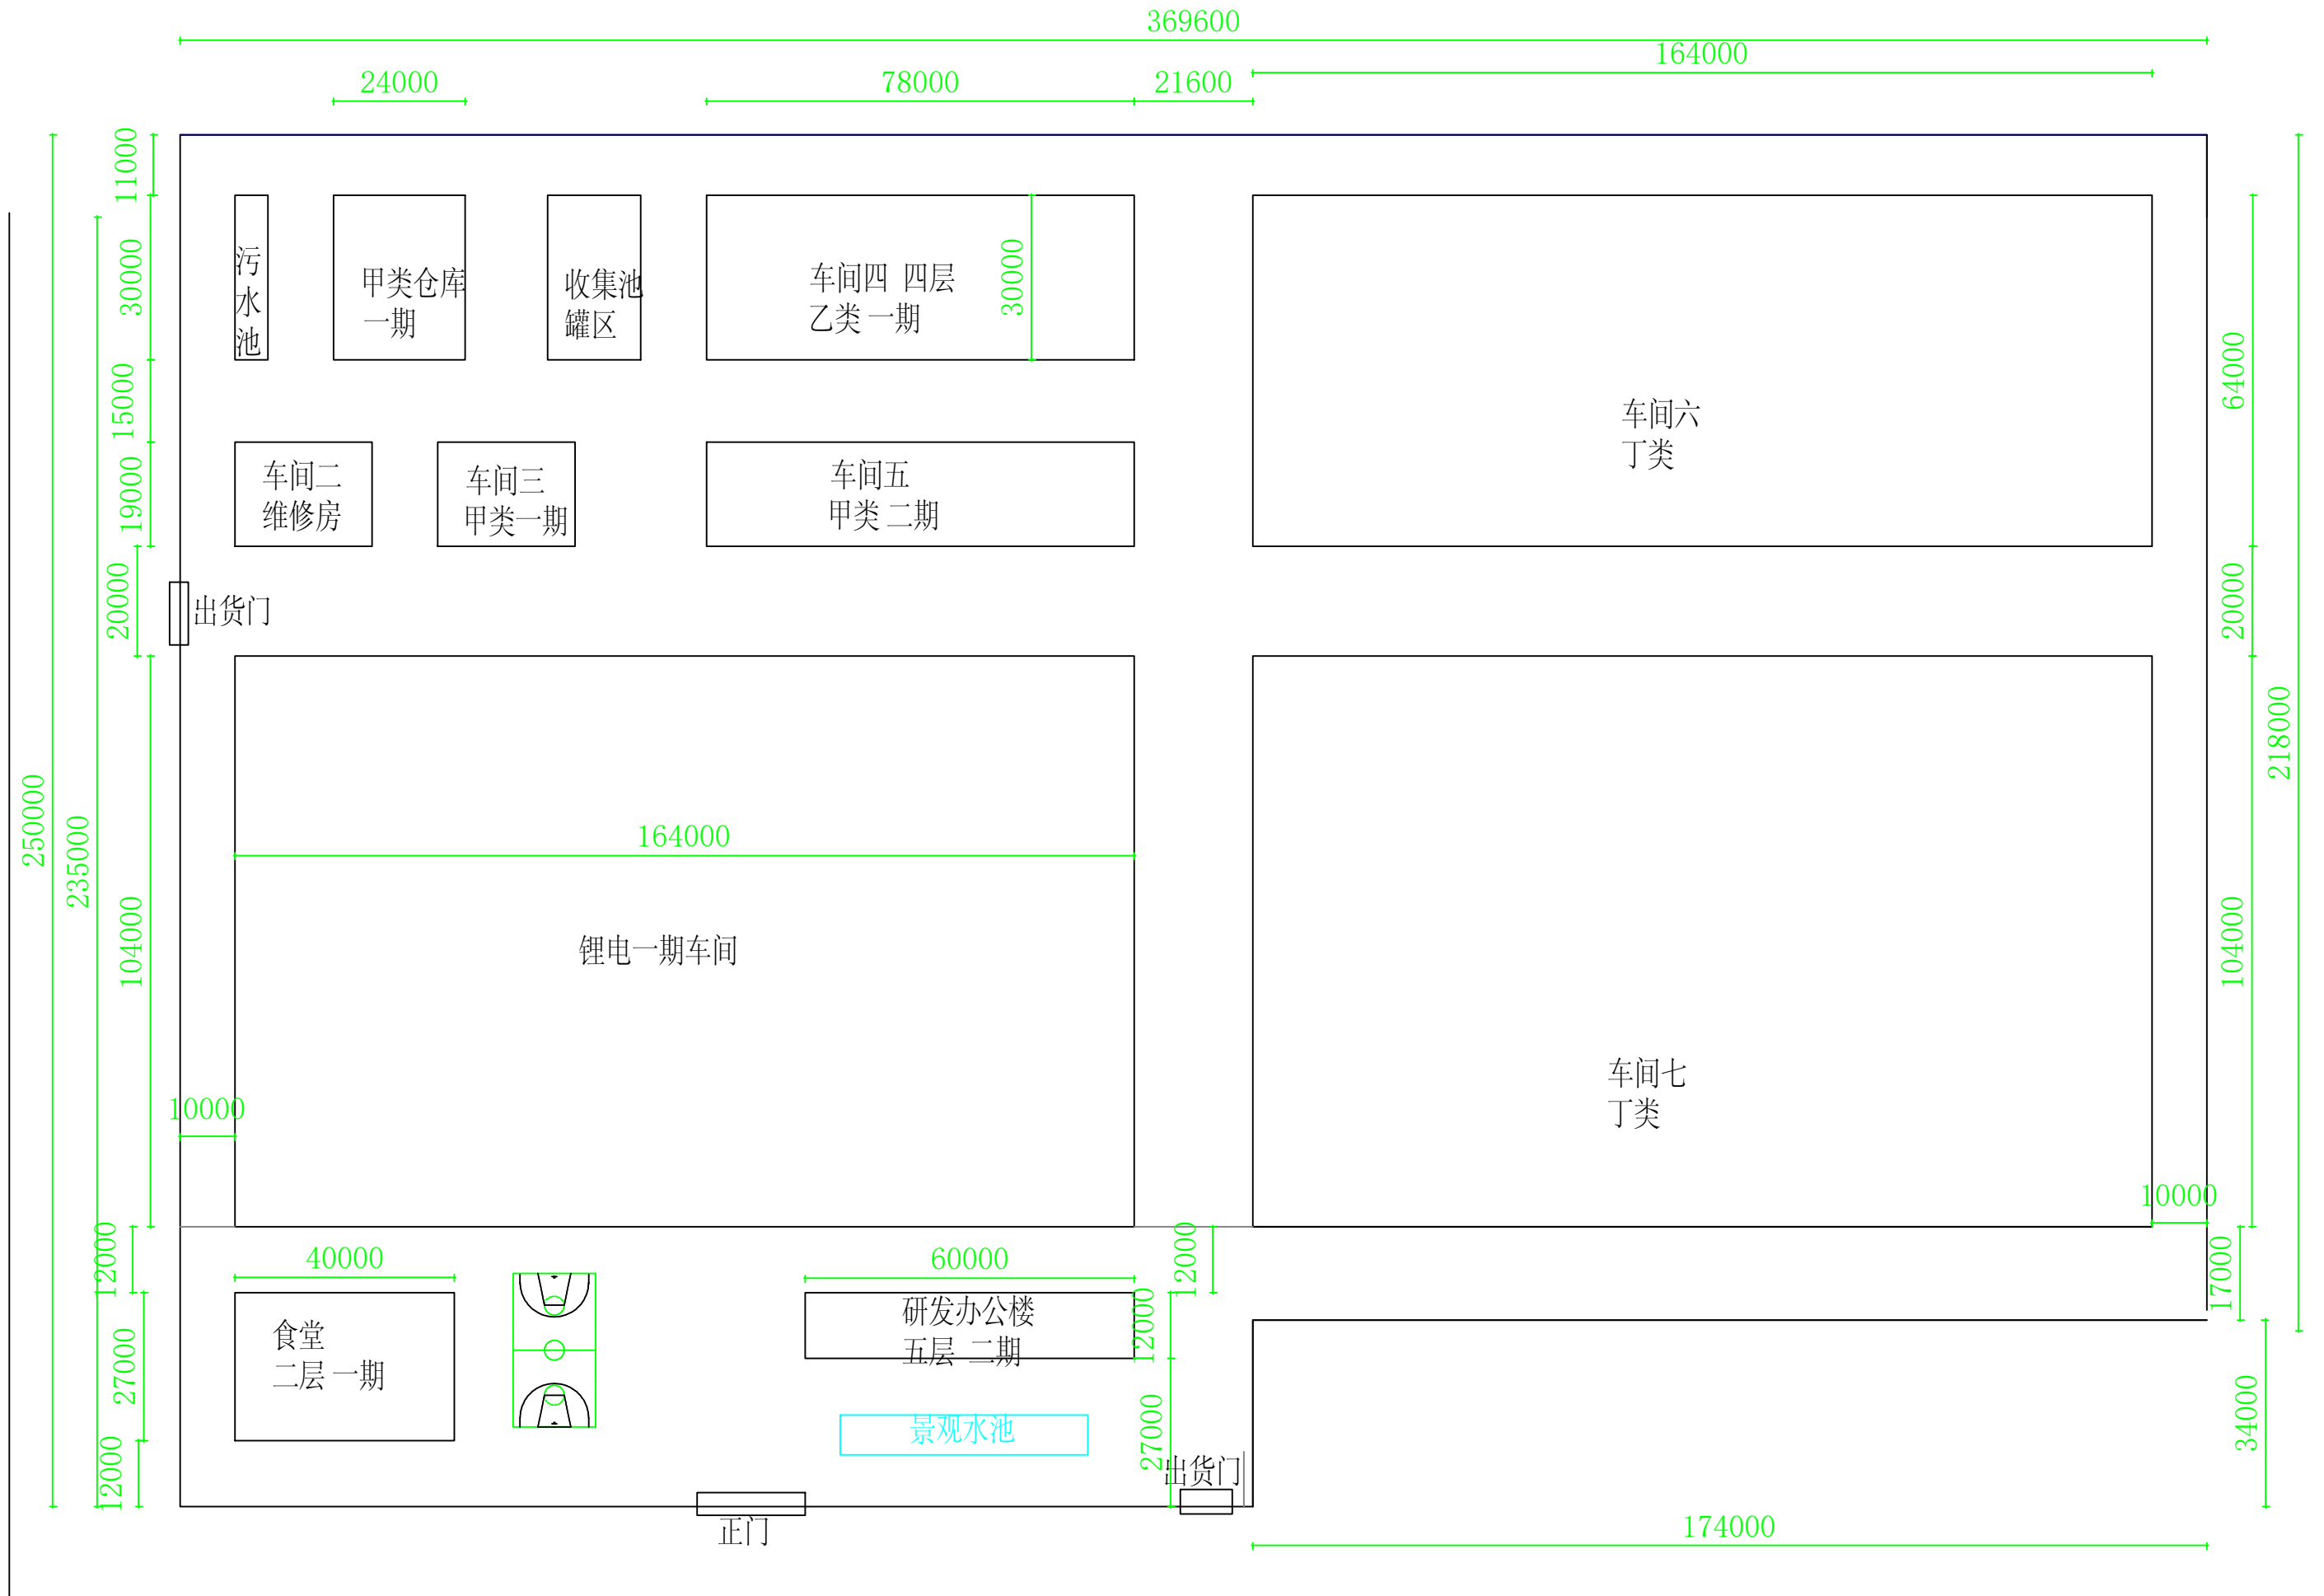 369600
164000
24000
78000
21600
11000
30000
15000
19000
20000
250000
235000
104000
12000
27000
12000
污
水
池
甲类仓库
一期
收集池
罐区
车间四 四层
乙类 一期
30000
车间六
丁类
64000
20000
218000
104000
车间二
维修房
车间三
甲类一期
车间五
甲类 二期
出货门
164000
锂电一期车间
车间七
丁类
10000
10000
17000
34000
40000
60000
12000
12000
27000
食堂
二层 一期
研发办公楼
五层 二期
景观水池
出货门
正门
174000